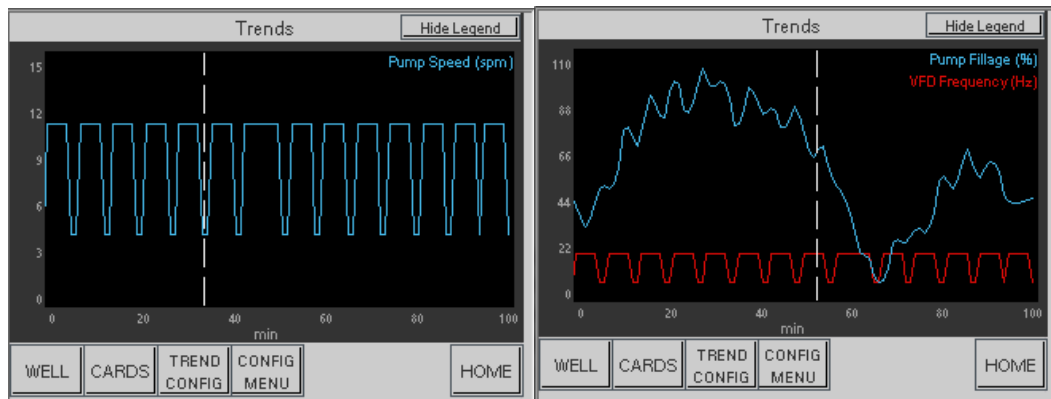 Trends
Hide Legend
Pump Speed (spm)
15
12
9
6
3
0
0 20 40 60 80 100
min
WELL CARDS TREND CONFIG CONFIG MENU HOME
Trends
Hide Legend
Pump Fillage (%)
VFD Frequency (Hz)
110
88
66
44
22
0
0 20 40 60 80 100
min
WELL CARDS TREND CONFIG CONFIG MENU HOME